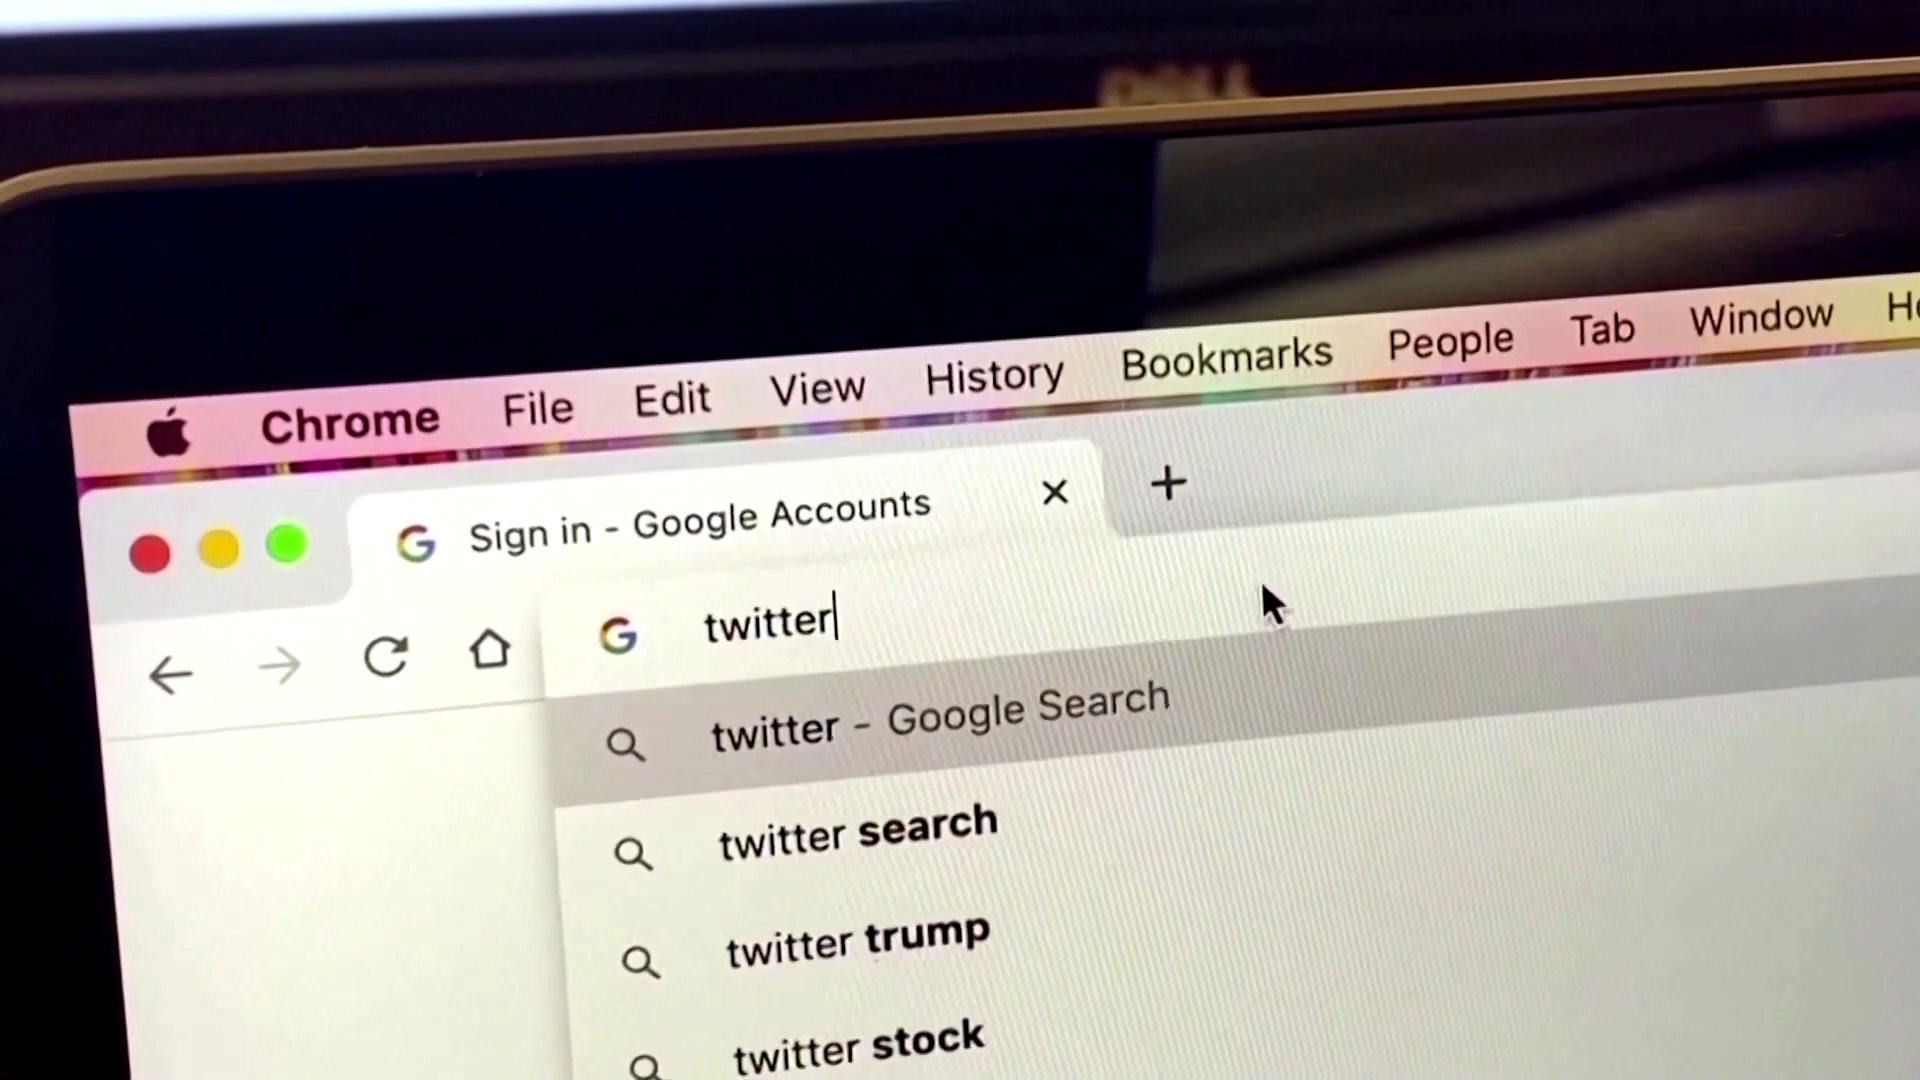 DELL
Chrome File Edit View History Bookmarks People Tab Window
Sign in - Google Accounts
twitter
twitter - Google Search
twitter search
twitter trump
twitter stock